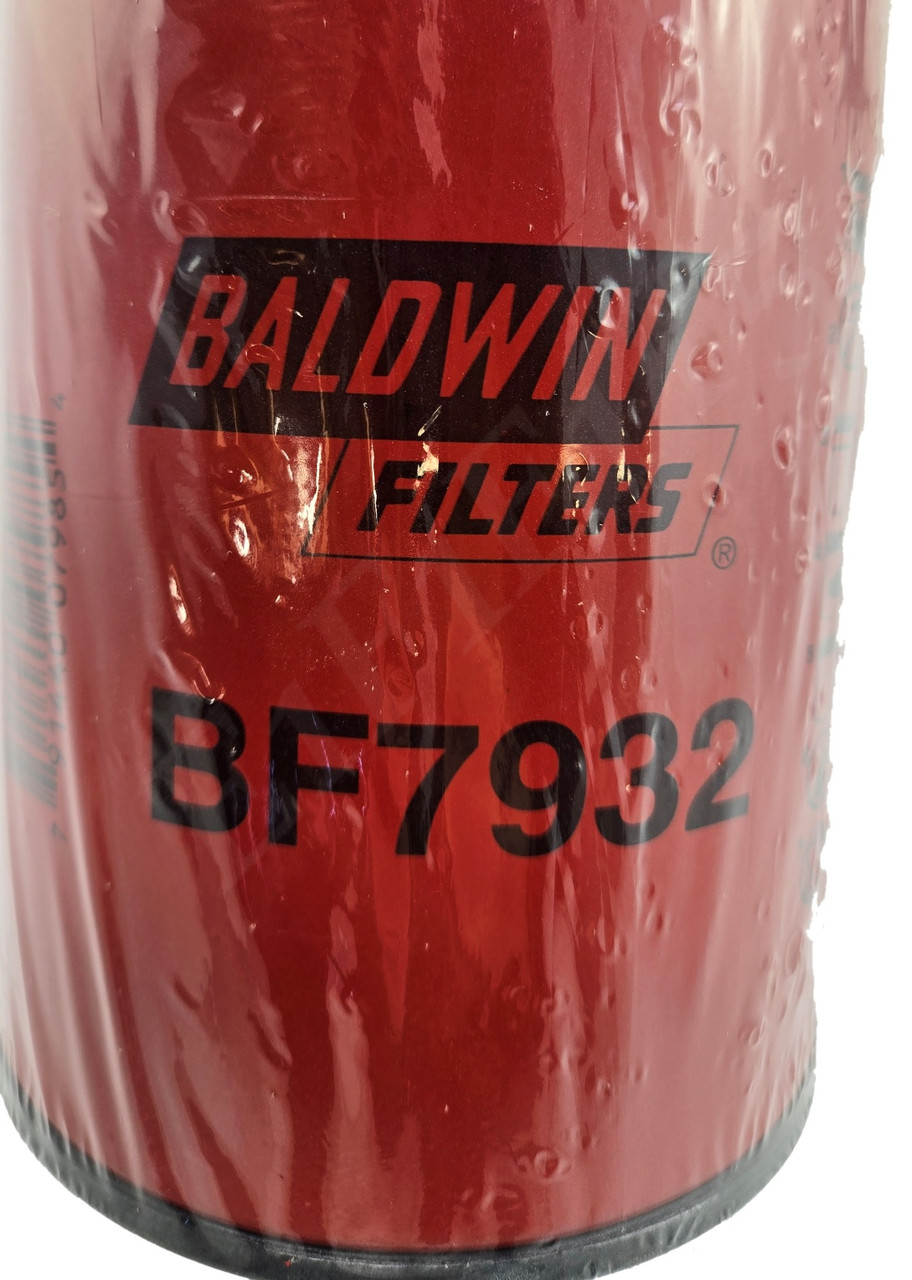 BALDWIN
FILTERS
®
BF7932